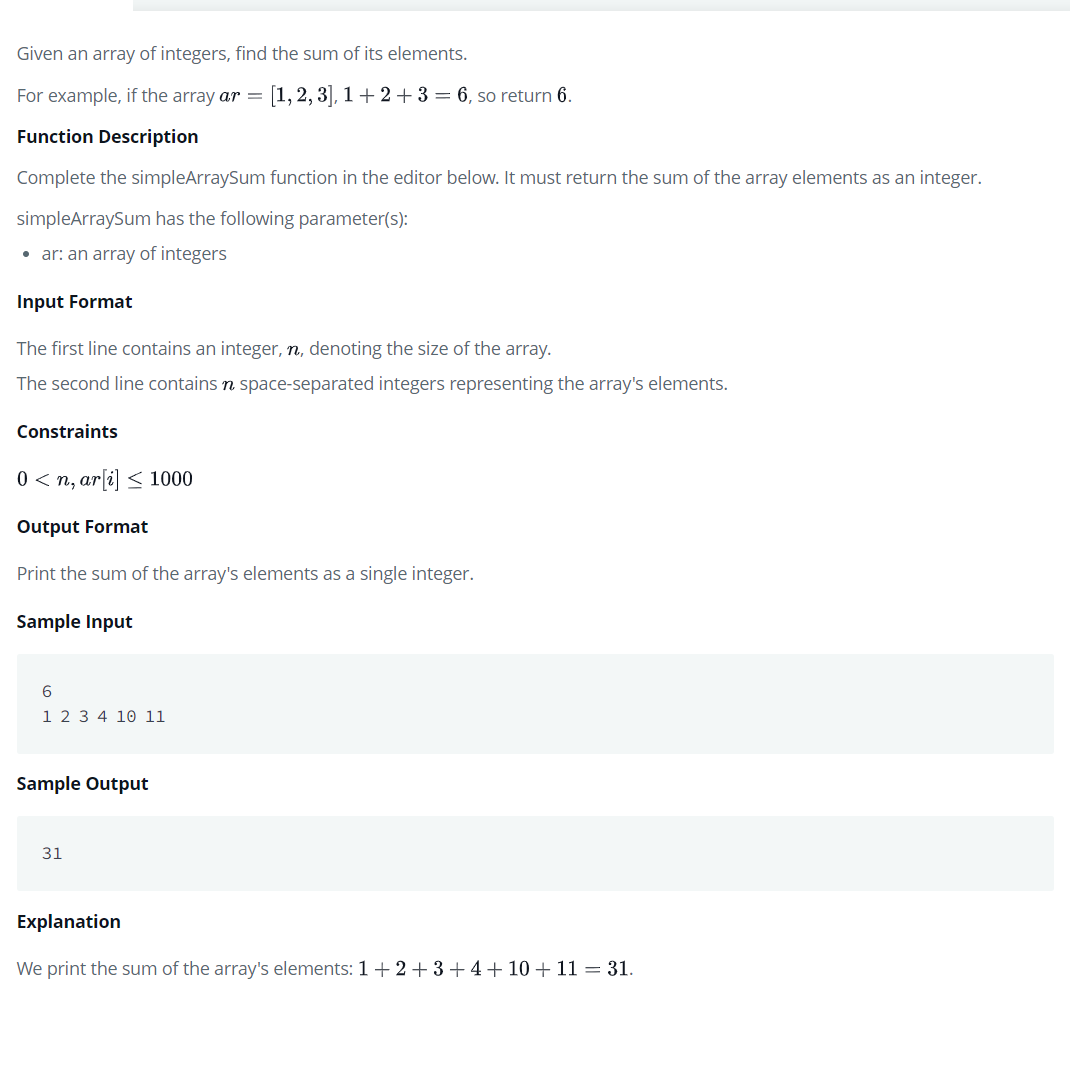 Given an array of integers, find the sum of its elements.
For example, if the array ar = [1, 2, 3], 1 + 2 + 3 = 6, so return 6.
Function Description
Complete the simpleArraySum function in the editor below. It must return the sum of the array elements as an integer.
simpleArraySum has the following parameter(s):
• ar: an array of integers
Input Format
The first line contains an integer, n, denoting the size of the array.
The second line contains n space-separated integers representing the array's elements.
Constraints
0 < n, ar[i] ≤ 1000
Output Format
Print the sum of the array's elements as a single integer.
Sample Input
6
1 2 3 4 10 11
Sample Output
31
Explanation
We print the sum of the array's elements: 1 + 2 + 3 + 4 + 10 + 11 = 31.